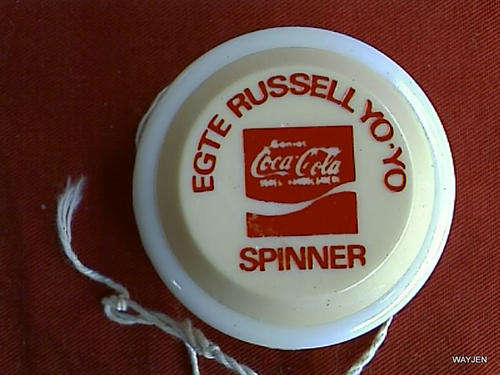 EGTE RUSSELL YO-YO
Coca-Cola
SPINNER
WAYJEN